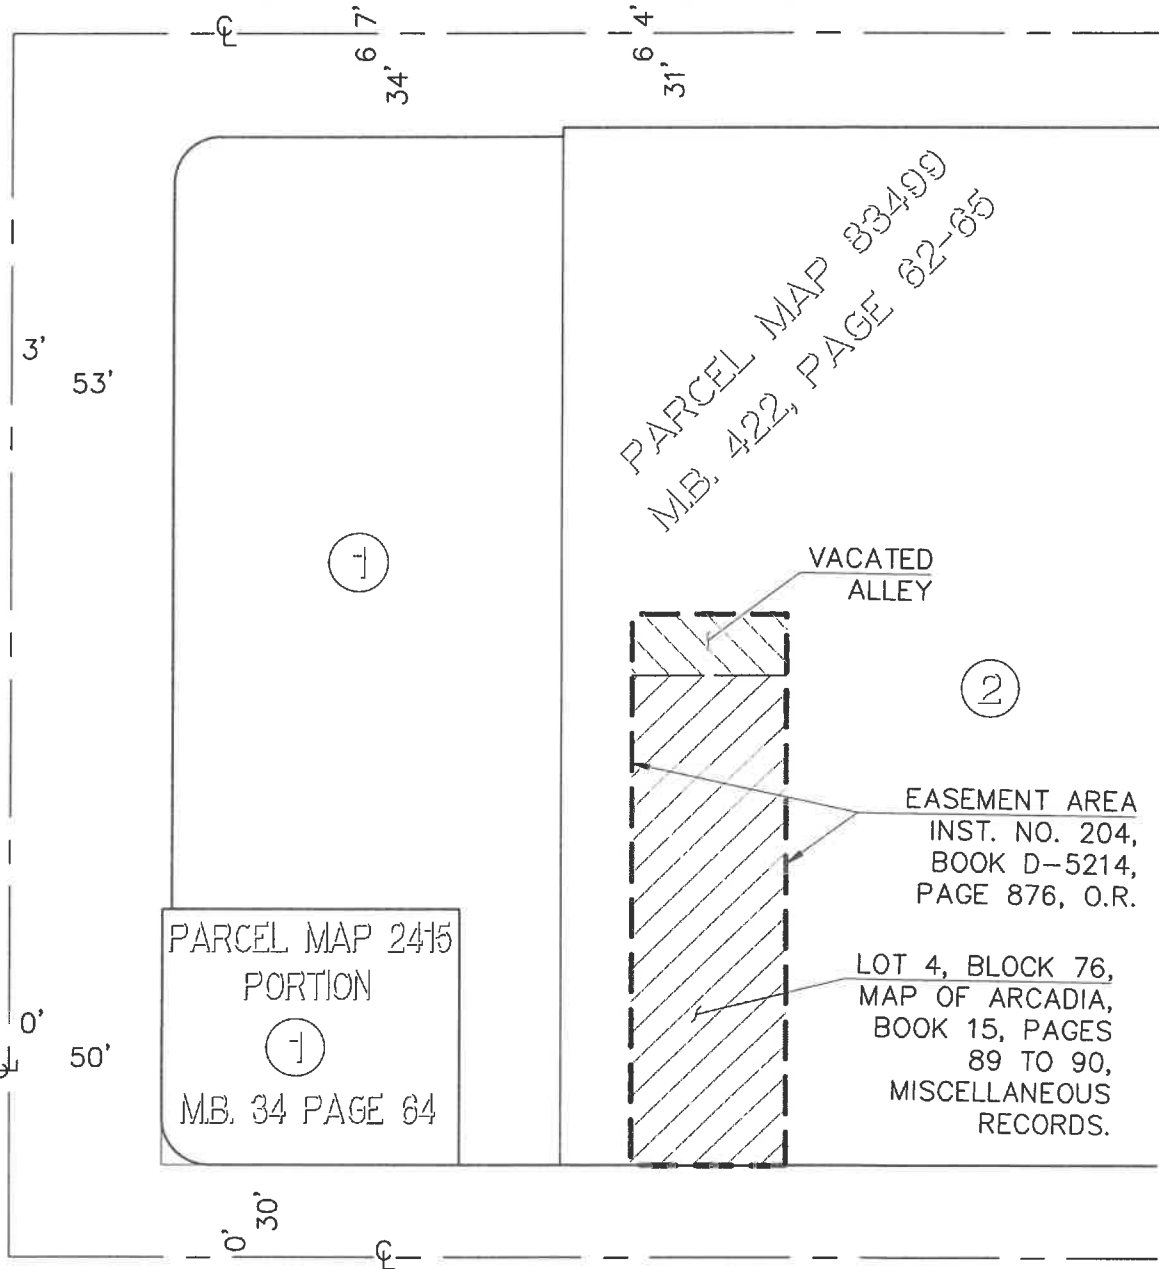 ℄
6 7'
34'
6 4'
31'
PARCEL MAP 83499
M.B. 422, PAGE 62-65
3'
53'
1
VACATED
ALLEY
2
EASEMENT AREA
INST. NO. 204,
BOOK D-5214,
PAGE 876, O.R.
PARCEL MAP 2415
PORTION
1
M.B. 34 PAGE 64
LOT 4, BLOCK 76,
MAP OF ARCADIA,
BOOK 15, PAGES
89 TO 90,
MISCELLANEOUS
RECORDS.
0'
50'
℄
0'
30'
℄